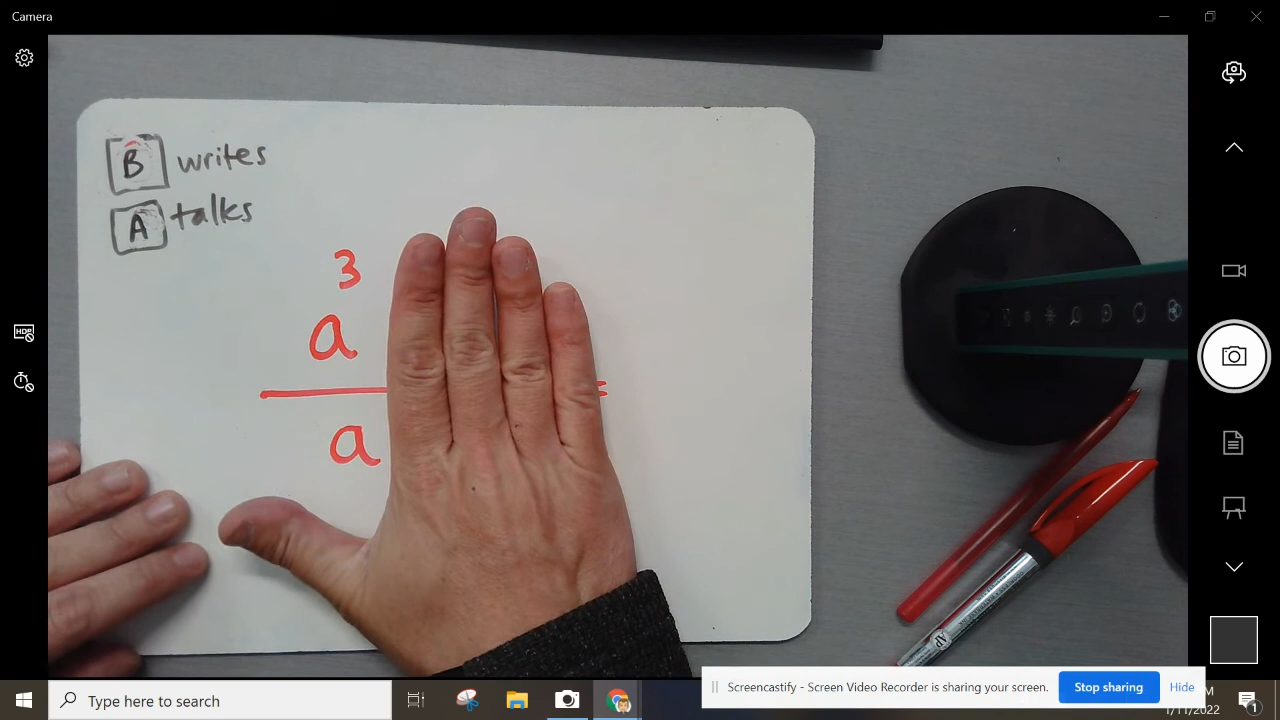 Camera
B writes
A talks
3
a
=
a
Screencastify - Screen Video Recorder is sharing your screen.
Stop sharing
Hide
Type here to search
M
1/11/2022
1